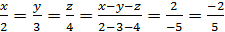 x/2 = y/3 = z/4 = (x−y−z)/(2−3−4) = 2/(−5) = (−2)/5